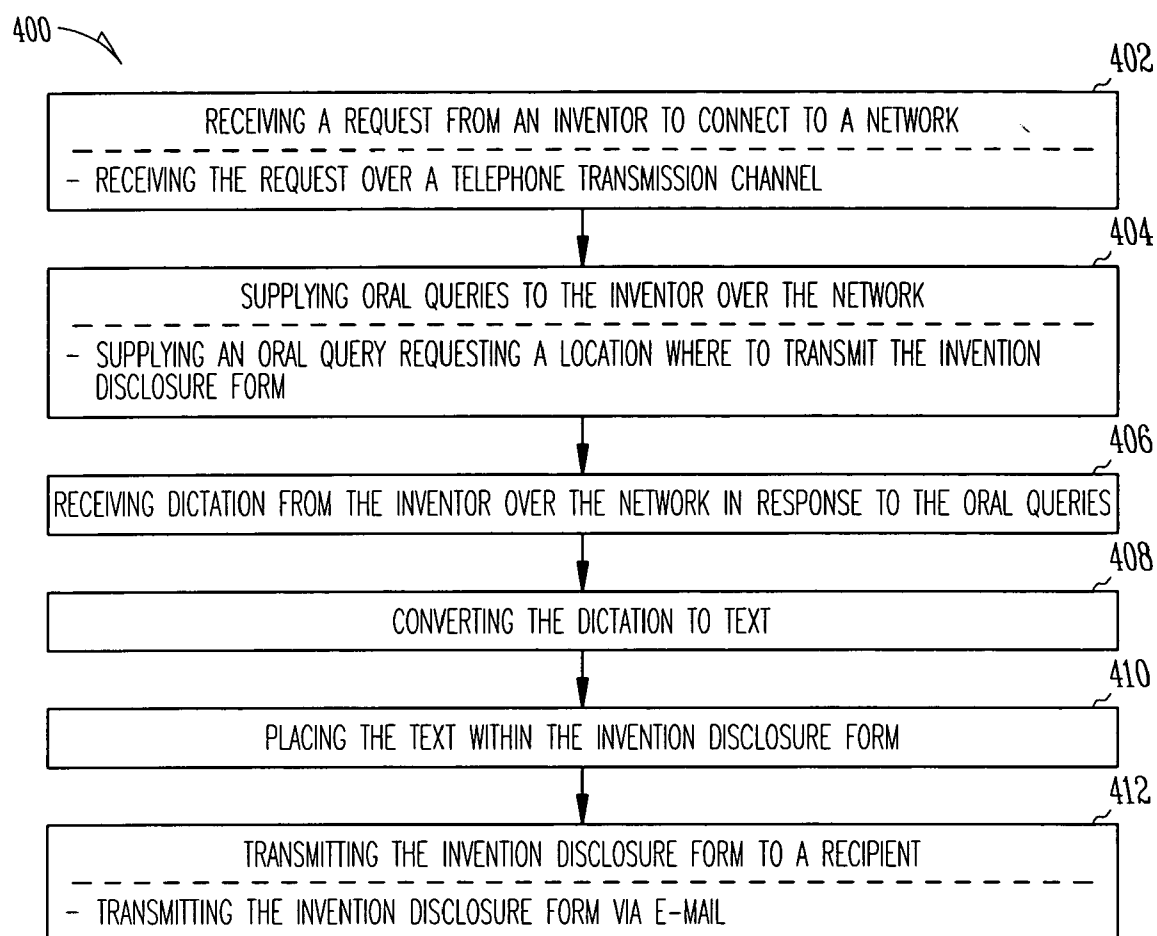 400
402
RECEIVING A REQUEST FROM AN INVENTOR TO CONNECT TO A NETWORK
- RECEIVING THE REQUEST OVER A TELEPHONE TRANSMISSION CHANNEL
404
SUPPLYING ORAL QUERIES TO THE INVENTOR OVER THE NETWORK
- SUPPLYING AN ORAL QUERY REQUESTING A LOCATION WHERE TO TRANSMIT THE INVENTION
DISCLOSURE FORM
406
RECEIVING DICTATION FROM THE INVENTOR OVER THE NETWORK IN RESPONSE TO THE ORAL QUERIES
408
CONVERTING THE DICTATION TO TEXT
410
PLACING THE TEXT WITHIN THE INVENTION DISCLOSURE FORM
412
TRANSMITTING THE INVENTION DISCLOSURE FORM TO A RECIPIENT
- TRANSMITTING THE INVENTION DISCLOSURE FORM VIA E-MAIL